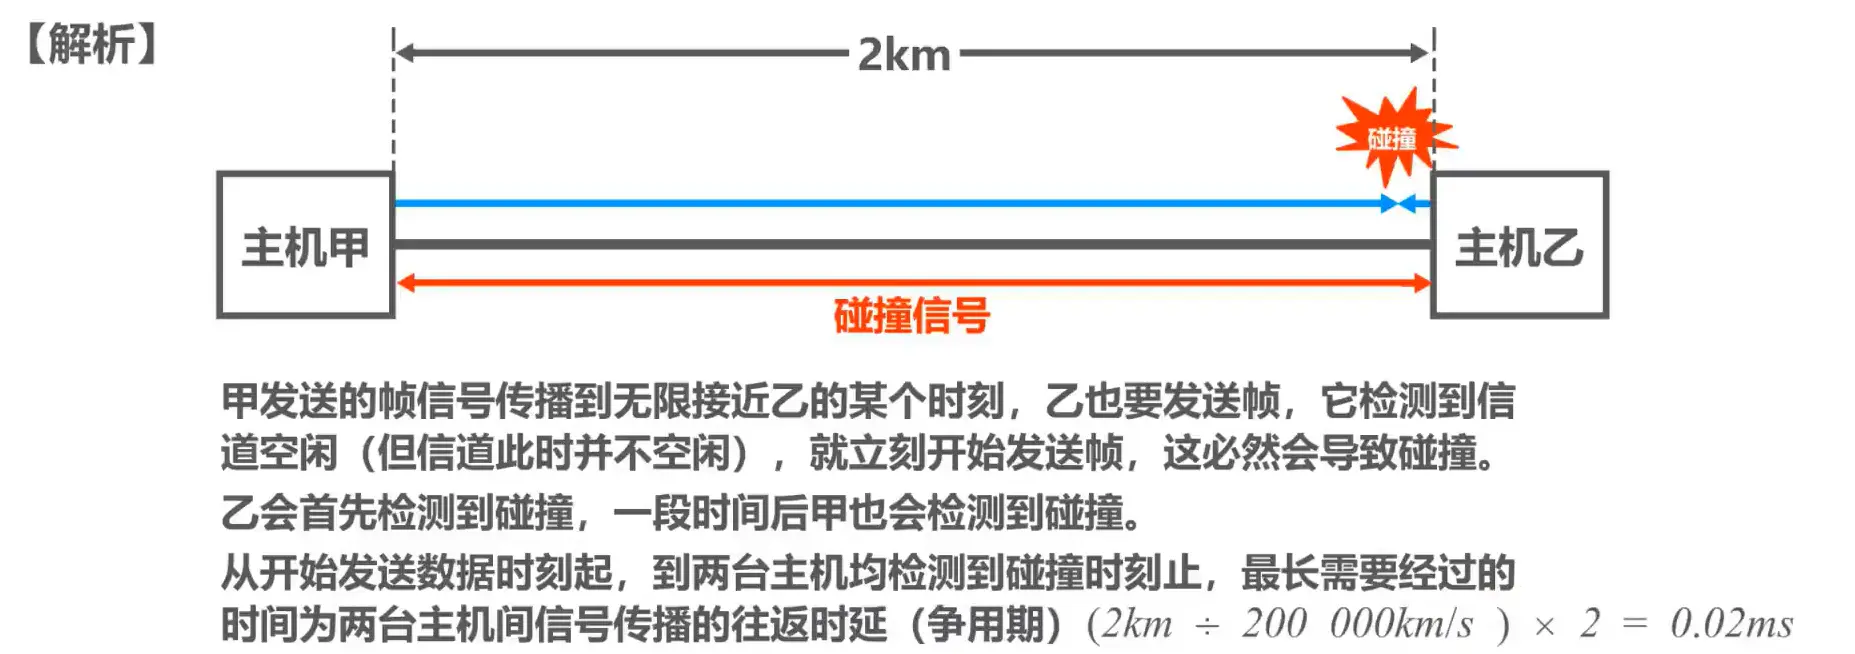 【解析】
2km
碰撞
主机甲
主机乙
碰撞信号
甲发送的帧信号传播到无限接近乙的某个时刻，乙也要发送帧，它检测到信
道空闲（但信道此时并不空闲），就立刻开始发送帧，这必然会导致碰撞。
乙会首先检测到碰撞，一段时间后甲也会检测到碰撞。
从开始发送数据时刻起，到两台主机均检测到碰撞时刻止，最长需要经过的
时间为两台主机间信号传播的往返时延（争用期）(2km ÷ 200 000km/s ) × 2 = 0.02ms